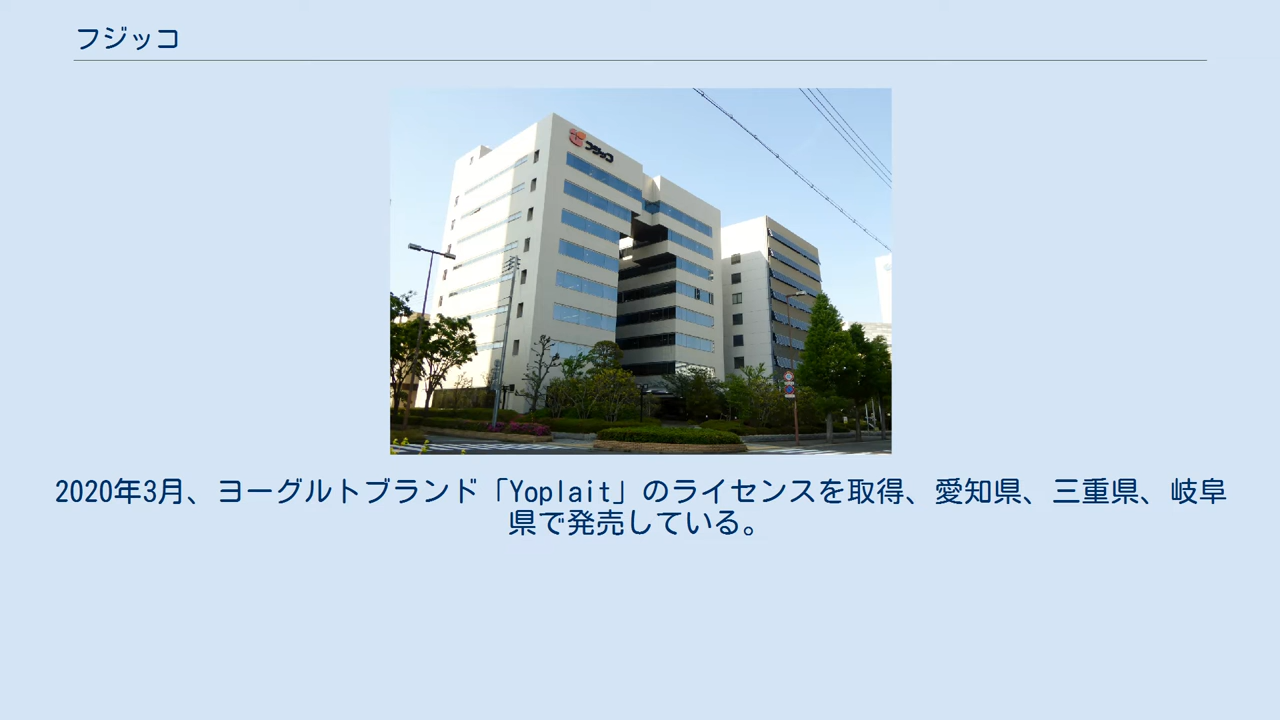 フジッコ
フジッコ
2020年3月、ヨーグルトブランド「Yoplait」のライセンスを取得、愛知県、三重県、岐阜
県で発売している。